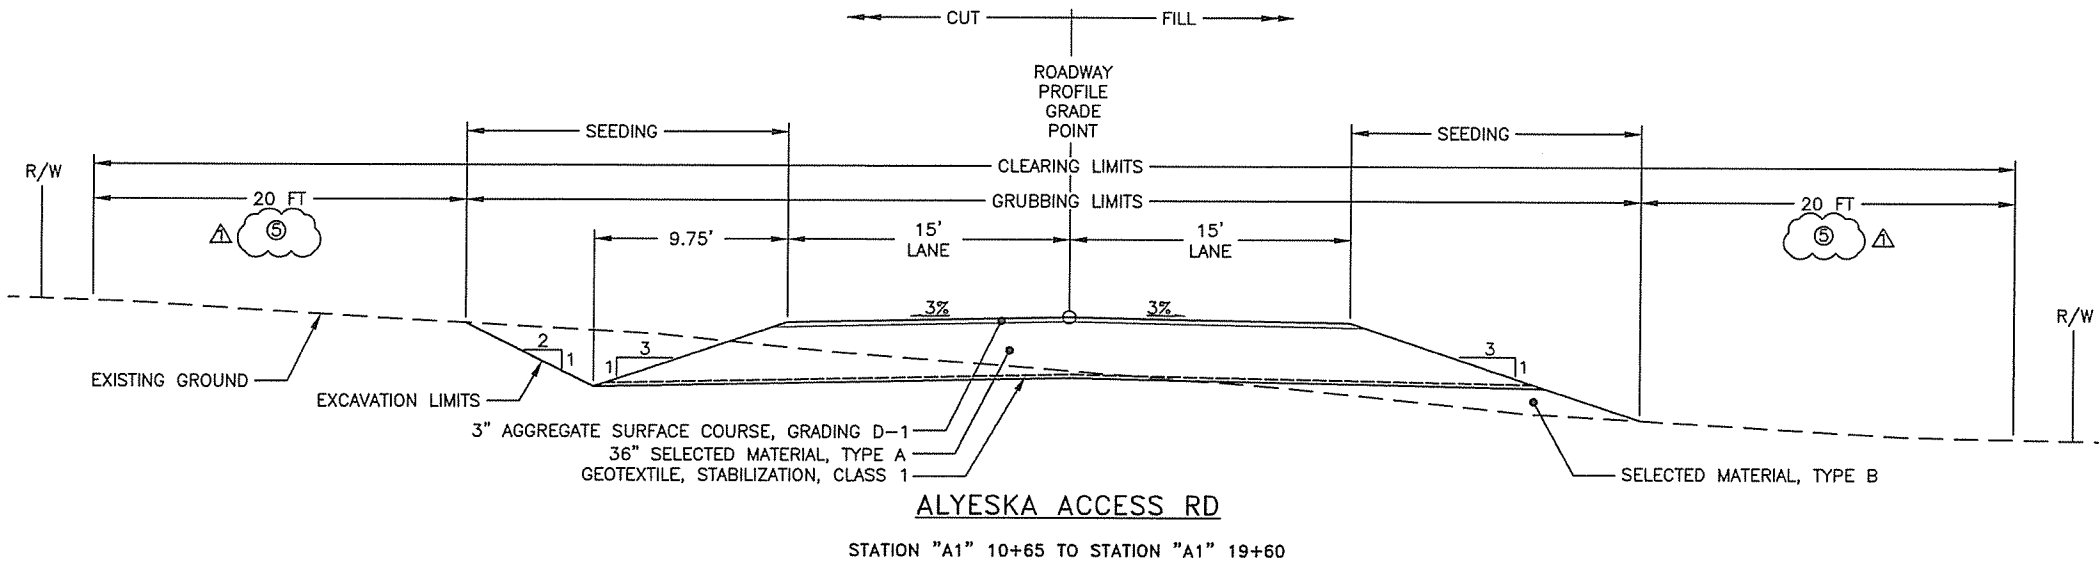 CUT
FILL
ROADWAY
PROFILE
GRADE
POINT
SEEDING
SEEDING
CLEARING LIMITS
R/W
R/W
20 FT
GRUBBING LIMITS
20 FT
1
5
5
1
9.75'
15'
LANE
15'
LANE
3%
3%
2
1
3
1
3
1
EXISTING GROUND
EXCAVATION LIMITS
3" AGGREGATE SURFACE COURSE, GRADING D-1
36" SELECTED MATERIAL, TYPE A
GEOTEXTILE, STABILIZATION, CLASS 1
SELECTED MATERIAL, TYPE B
ALYESKA ACCESS RD
STATION "A1" 10+65 TO STATION "A1" 19+60